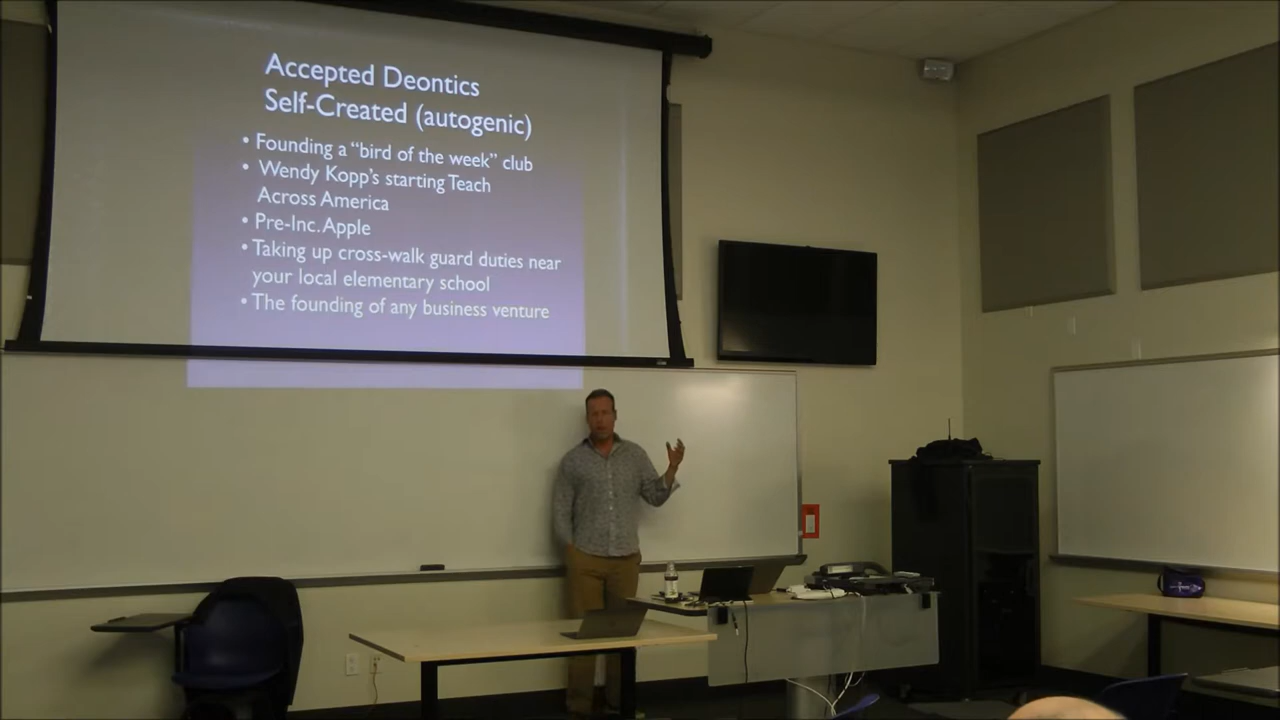 Accepted Deontics
Self-Created (autogenic)
• Founding a “bird of the week” club
• Wendy Kopp’s starting Teach
Across America
• Pre-Inc. Apple
• Taking up cross-walk guard duties near
your local elementary school
• The founding of any business venture